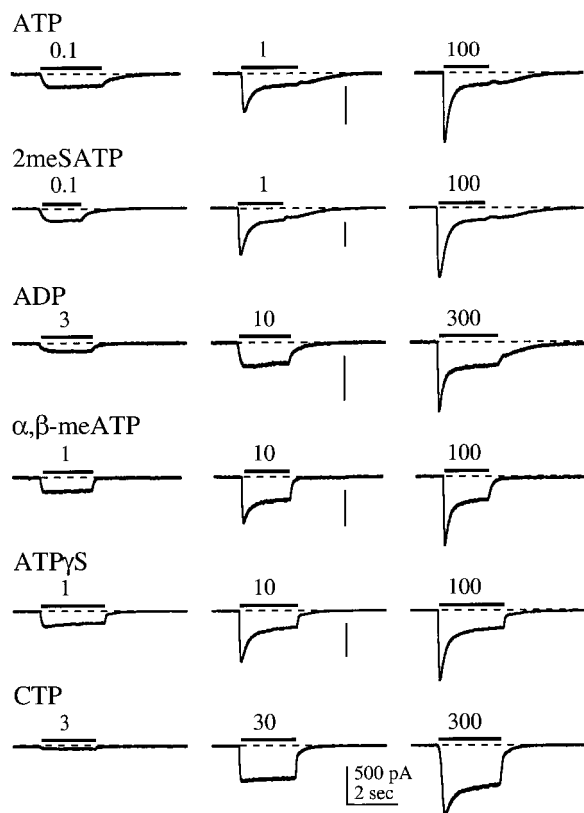 ATP
0.1 1 100
2meSATP
0.1 1 100
ADP
3 10 300
α,β-meATP
1 10 100
ATPγS
1 10 100
CTP
3 30 300
500 pA
2 sec